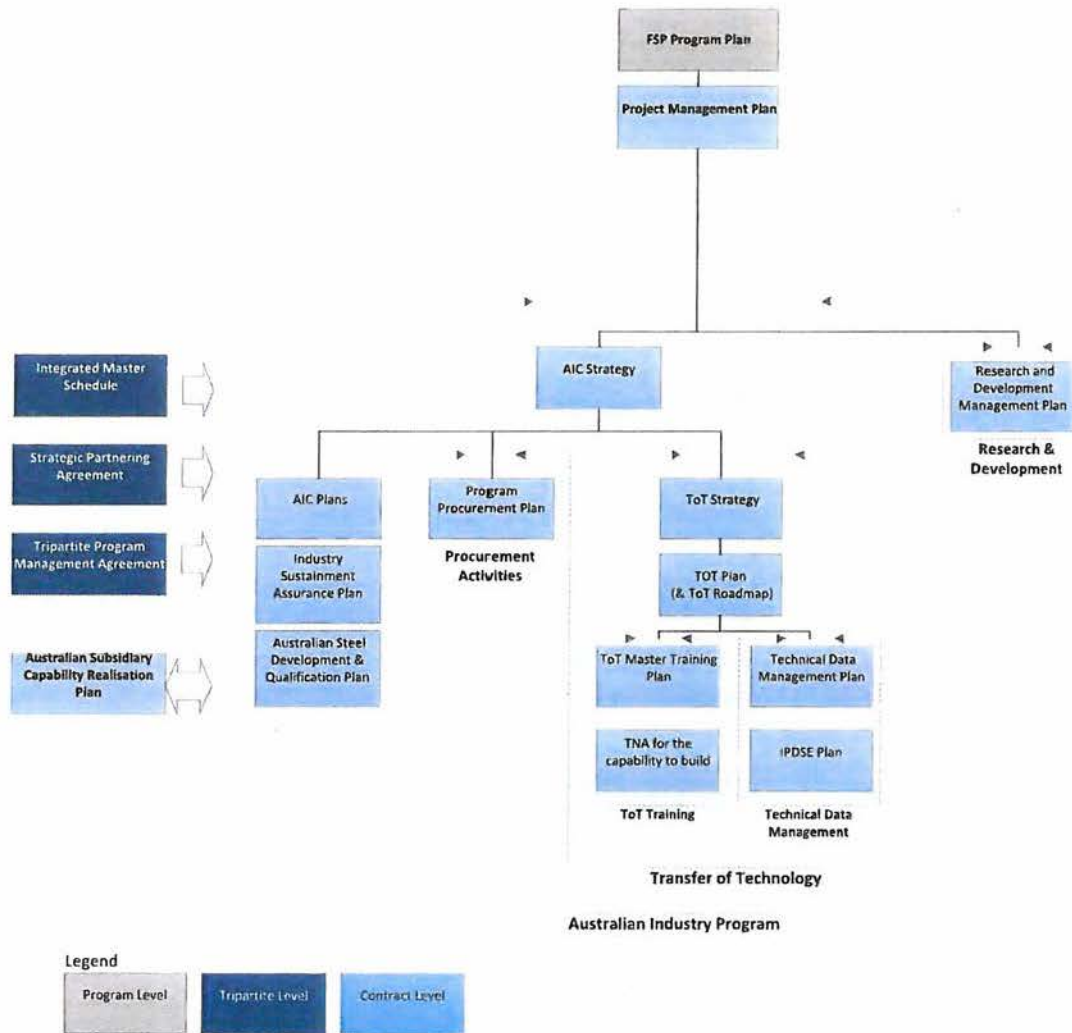 FSP Program Plan
Project Management Plan
AIC Strategy
Research and
Development
Management Plan
Research &
Development
Integrated Master
Schedule
Strategic Partnering
Agreement
Tripartite Program
Management Agreement
Australian Subsidiary
Capability Realisation
Plan
AIC Plans
Industry
Sustainment
Assurance Plan
Australian Steel
Development &
Qualification Plan
Program
Procurement Plan
Procurement
Activities
ToT Strategy
TOT Plan
(& ToT Roadmap)
ToT Master Training
Plan
TNA for the
capability to build
ToT Training
Technical Data
Management Plan
IPDSE Plan
Technical Data
Management
Transfer of Technology
Australian Industry Program
Legend
Program Level
Tripartite Level
Contract Level